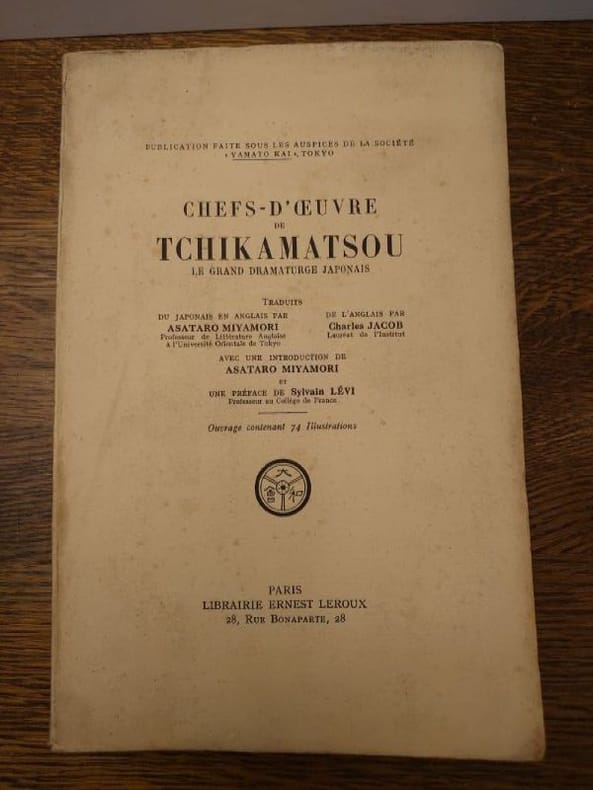 PUBLICATION FAITE SOUS LES AUSPICES DE LA SOCIÉTÉ
« YAMATO KAI », TOKYO
CHEFS-D'ŒUVRE
DE
TCHIKAMATSOU
LE GRAND DRAMATURGE JAPONAIS
TRADUITS
DU JAPONAIS EN ANGLAIS PAR
ASATARO MIYAMORI
Professeur de Littérature Anglaise
à l'Université Orientale de Tokyo
DE L'ANGLAIS PAR
Charles JACOB
Lauréat de l'Institut
AVEC UNE INTRODUCTION DE
ASATARO MIYAMORI
ET
UNE PRÉFACE DE Sylvain LÉVI
Professeur au Collège de France
Ouvrage contenant 74 Illustrations
大
和
會
PARIS
LIBRAIRIE ERNEST LEROUX
28, RUE BONAPARTE, 28